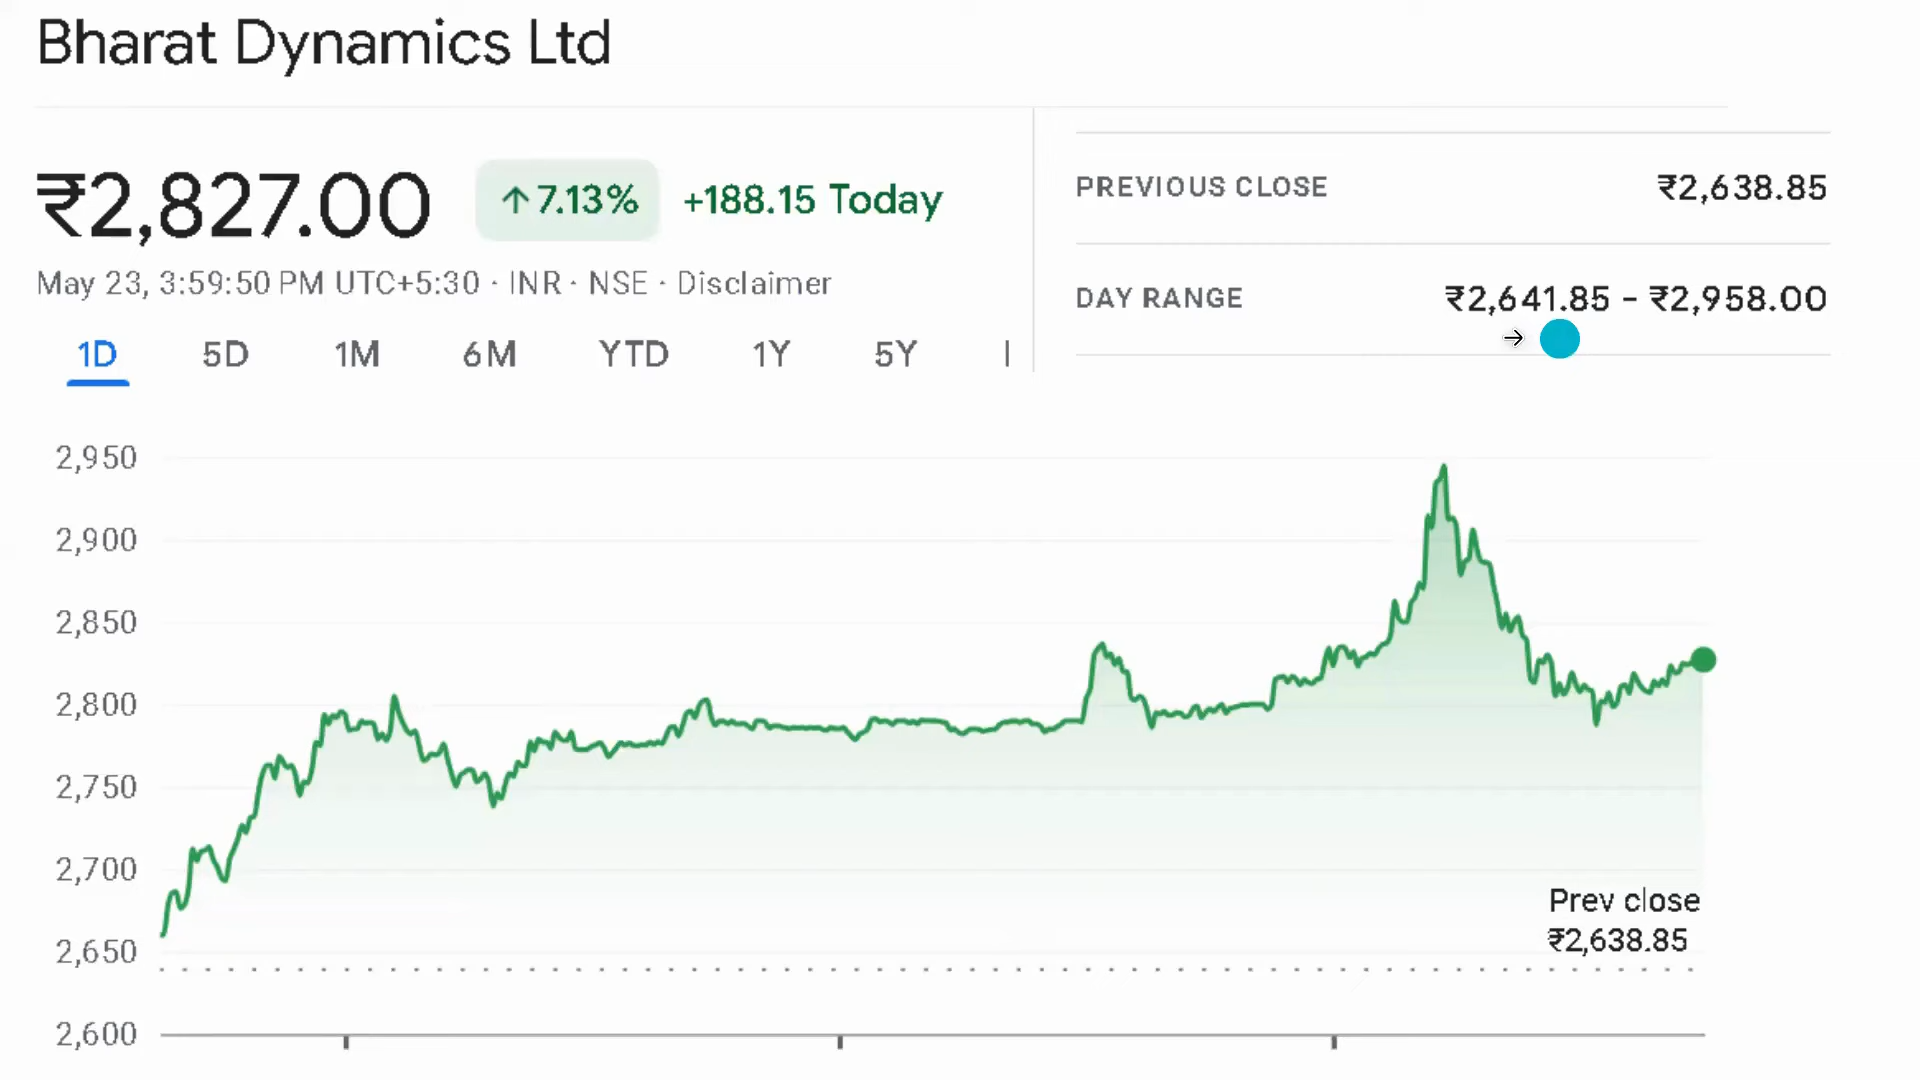 Bharat Dynamics Ltd
₹2,827.00 ↑7.13% +188.15 Today
May 23, 3:59:50 PM UTC+5:30 · INR · NSE · Disclaimer
1D 5D 1M 6M YTD 1Y 5Y
PREVIOUS CLOSE ₹2,638.85
DAY RANGE ₹2,641.85 - ₹2,958.00
2,950
2,900
2,850
2,800
2,750
2,700
2,650
2,600
Prev close
₹2,638.85